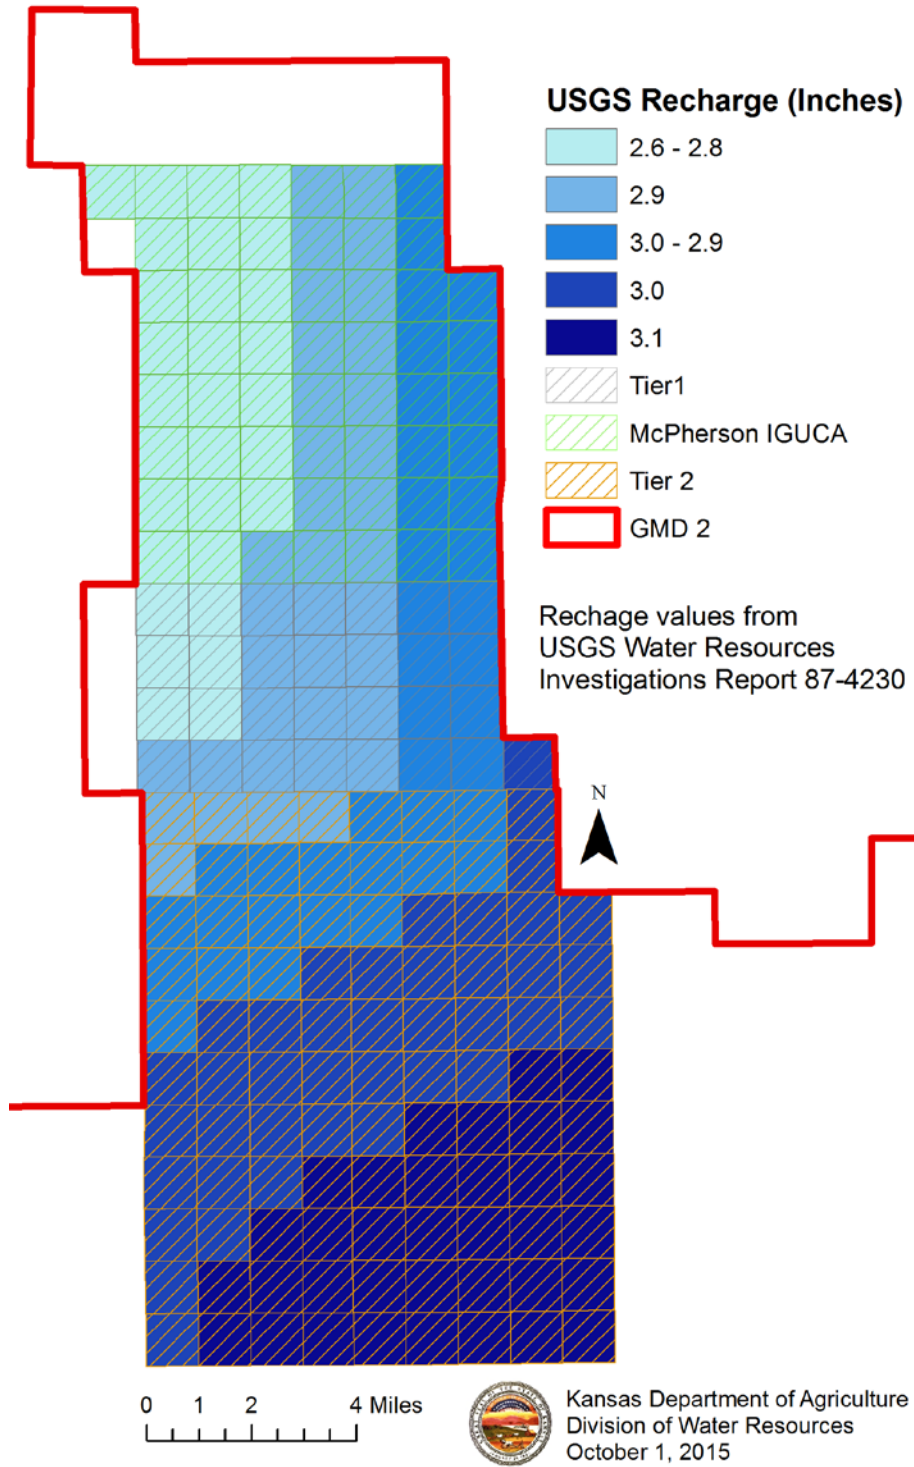 USGS Recharge (Inches)
2.6 - 2.8
2.9
3.0 - 2.9
3.0
3.1
Tier1
McPherson IGUCA
Tier 2
GMD 2
Rechage values from
USGS Water Resources
Investigations Report 87-4230
N
0 1 2 4 Miles
Kansas Department of Agriculture
Division of Water Resources
October 1, 2015